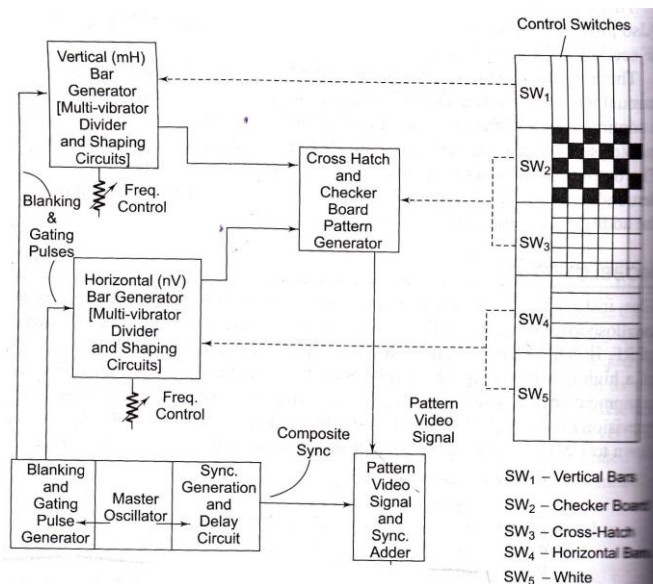 Control Switches
Vertical (mH)
Bar
Generator
[Multi-vibrator
Divider
and Shaping
Circuits]
Freq.
Control
Blanking
&
Gating
Pulses
Cross Hatch
and
Checker
Board
Pattern
Generator
Horizontal (nV)
Bar Generator
[Multi-vibrator
Divider
and Shaping
Circuits]
Freq.
Control
SW1
SW2
SW3
SW4
SW5
Composite
Sync
Pattern
Video
Signal
Blanking
and
Gating
Pulse
Generator
Master
Oscillator
Sync.
Generation
and
Delay
Circuit
Pattern
Video
Signal
and
Sync.
Adder
SW1 – Vertical Bars
SW2 – Checker Board
SW3 – Cross-Hatch
SW4 – Horizontal Bars
SW5 – White